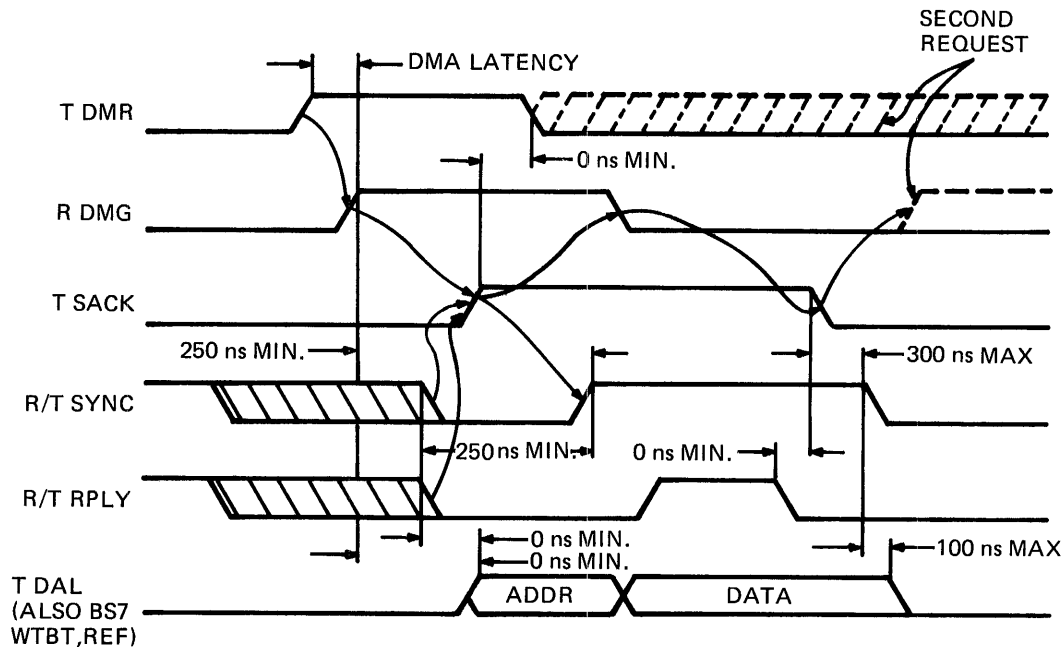 SECOND
REQUEST
DMA LATENCY
T DMR
0 ns MIN.
R DMG
T SACK
250 ns MIN.
300 ns MAX
R/T SYNC
250 ns MIN.
0 ns MIN.
R/T RPLY
0 ns MIN.
0 ns MIN.
100 ns MAX
T DAL
(ALSO BS7
WTBT,REF)
ADDR
DATA